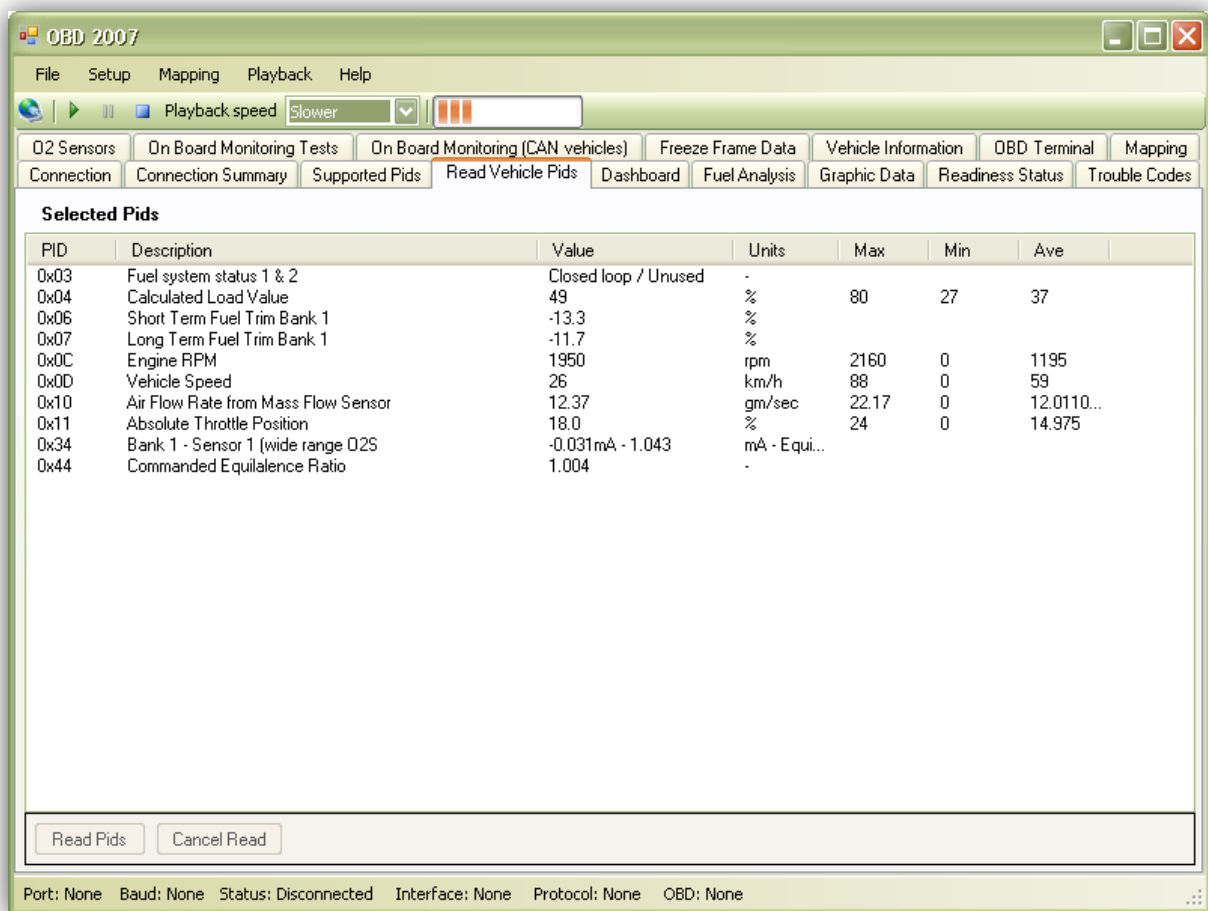 OBD 2007
File Setup Mapping Playback Help
Playback speed Slower
O2 Sensors On Board Monitoring Tests On Board Monitoring (CAN vehicles) Freeze Frame Data Vehicle Information OBD Terminal Mapping
Connection Connection Summary Supported Pids Read Vehicle Pids Dashboard Fuel Analysis Graphic Data Readiness Status Trouble Codes
Selected Pids
PID Description Value Units Max Min Ave
0x03 Fuel system status 1 & 2 Closed loop / Unused -
0x04 Calculated Load Value 49 % 80 27 37
0x06 Short Term Fuel Trim Bank 1 -13.3 %
0x07 Long Term Fuel Trim Bank 1 -11.7 %
0x0C Engine RPM 1950 rpm 2160 0 1195
0x0D Vehicle Speed 26 km/h 88 0 59
0x10 Air Flow Rate from Mass Flow Sensor 12.37 gm/sec 22.17 0 12.0110...
0x11 Absolute Throttle Position 18.0 % 24 0 14.975
0x34 Bank 1 - Sensor 1 (wide range O2S -0.031mA - 1.043 mA - Equi...
0x44 Commanded Equilalence Ratio 1.004 -
Read Pids Cancel Read
Port: None Baud: None Status: Disconnected Interface: None Protocol: None OBD: None